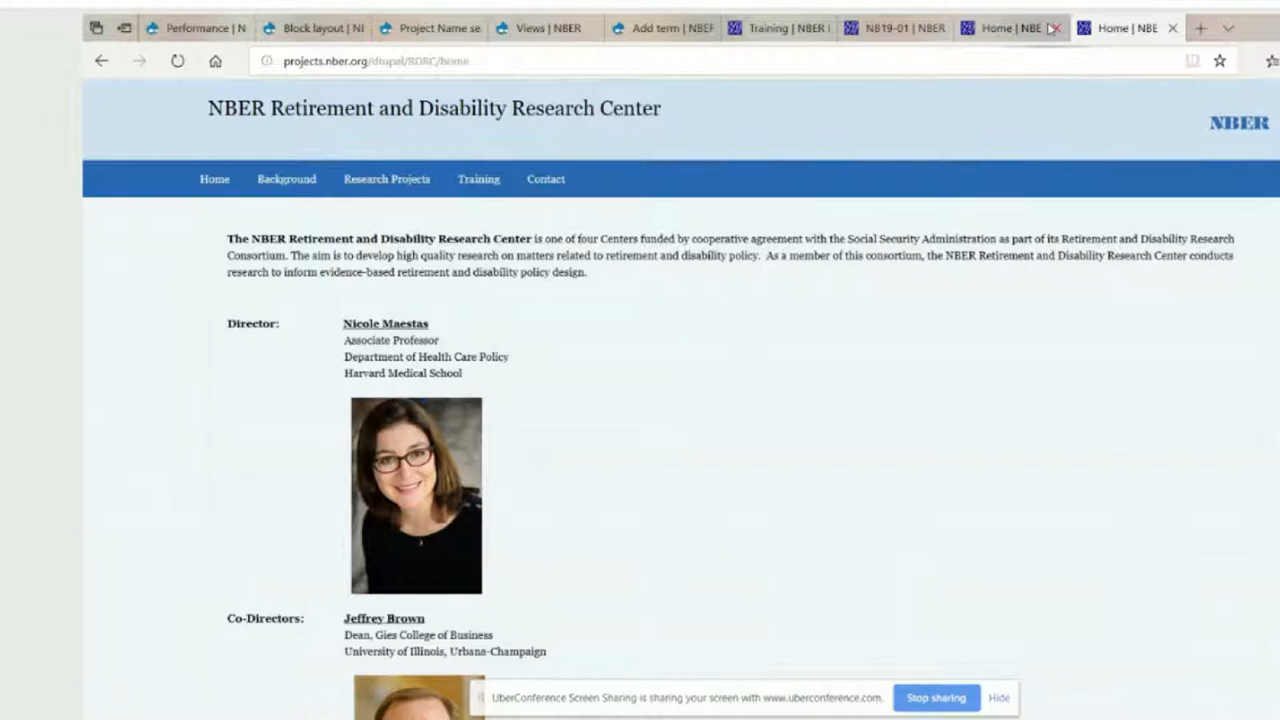 Performance | N
Block layout | NI
Project Name se
Views | NBER
Add term | NBER
Training | NBER
NB19-01 | NBER
Home | NBE
Home | NBE
projects.nber.org/drupal/RDRC/home
NBER Retirement and Disability Research Center
NBER
Home Background Research Projects Training Contact
The NBER Retirement and Disability Research Center is one of four Centers funded by cooperative agreement with the Social Security Administration as part of its Retirement and Disability Research
Consortium. The aim is to develop high quality research on matters related to retirement and disability policy. As a member of this consortium, the NBER Retirement and Disability Research Center conducts
research to inform evidence-based retirement and disability policy design.
Director:
Nicole Maestas
Associate Professor
Department of Health Care Policy
Harvard Medical School
Co-Directors:
Jeffrey Brown
Dean, Gies College of Business
University of Illinois, Urbana-Champaign
UberConference Screen Sharing is sharing your screen with www.uberconference.com.
Stop sharing
Hide